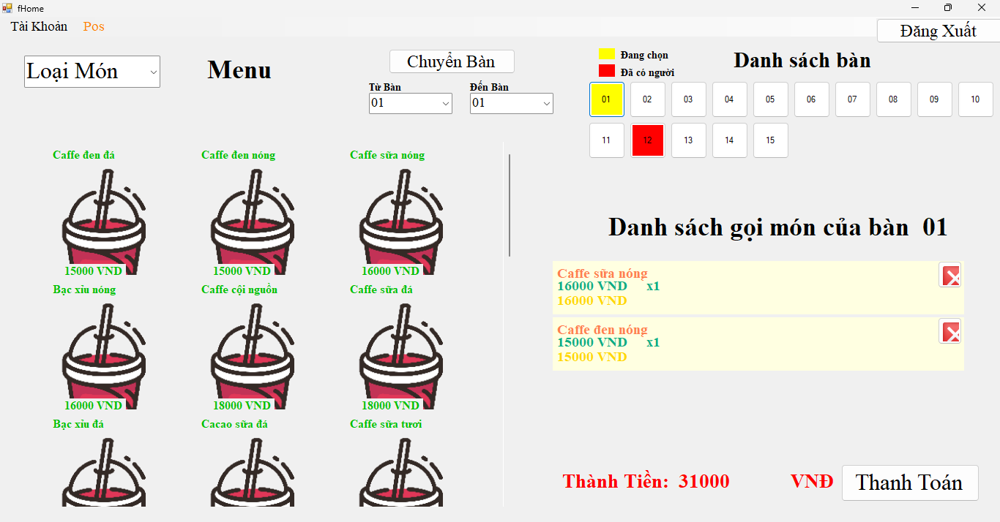 fHome
Tài Khoản Pos
Đăng Xuất
Loại Món
Menu
Chuyển Bàn
Từ Bàn
Đến Bàn
01
01
Đang chọn
Đã có người
Danh sách bàn
01 02 03 04 05 06 07 08 09 10
11 12 13 14 15
Caffe đen đá
Caffe đen nóng
Caffe sữa nóng
15000 VND
15000 VND
16000 VND
Bạc xỉu nóng
Caffe cội nguồn
Caffe sữa đá
16000 VND
18000 VND
18000 VND
Bạc xỉu đá
Cacao sữa đá
Caffe sữa tươi
Danh sách gọi món của bàn 01
Caffe sữa nóng
16000 VND x1
16000 VND
Caffe đen nóng
15000 VND x1
15000 VND
Thành Tiền: 31000 VNĐ
Thanh Toán